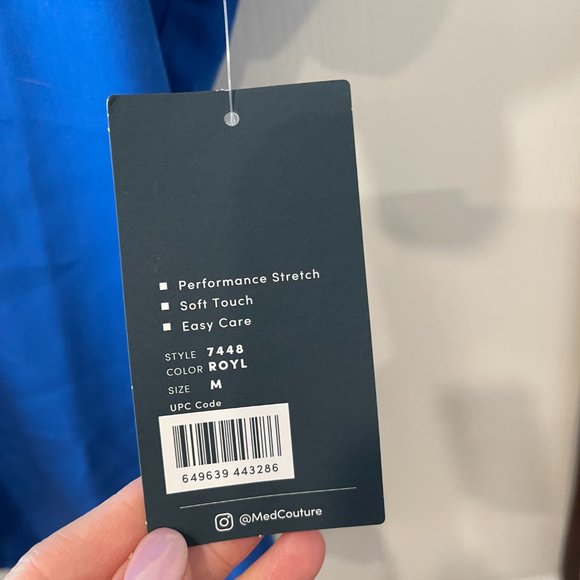 Performance Stretch
Soft Touch
Easy Care
STYLE 7448
COLOR ROYL
SIZE M
UPC Code
649639 443286
@MedCouture